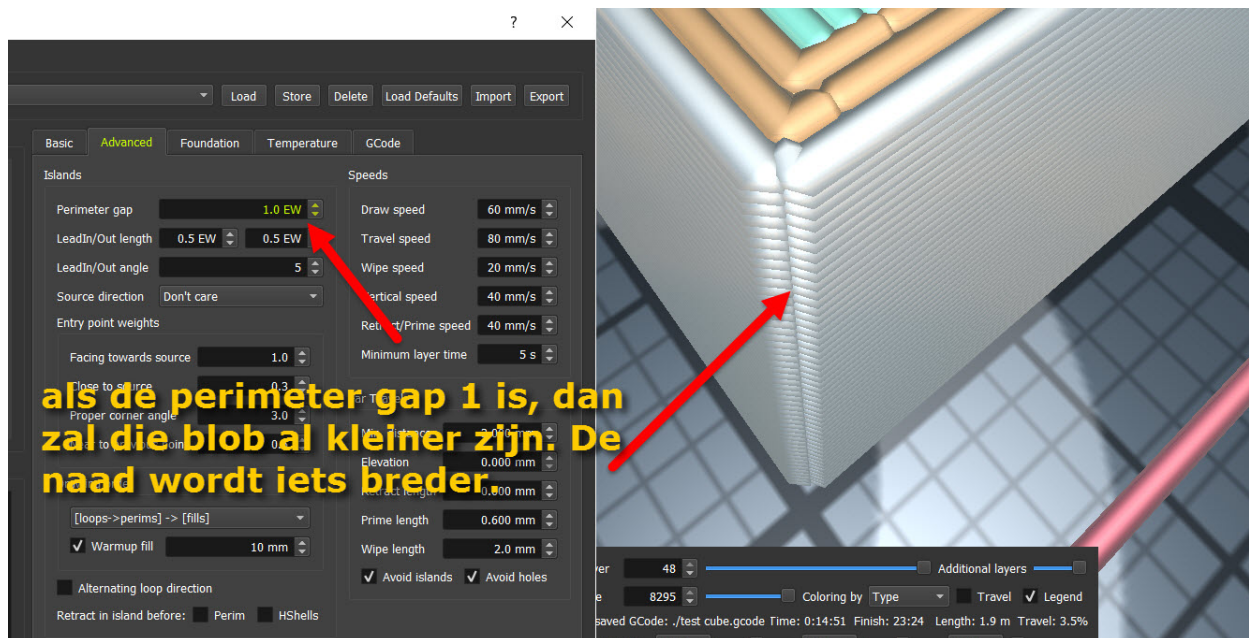 ?
Load Store Delete Load Defaults Import Export
Basic Advanced Foundation Temperature GCode
Islands
Perimeter gap 1.0 EW
LeadIn/Out length 0.5 EW 0.5 EW
LeadIn/Out angle 5
Source direction Don't care
Entry point weights
Facing towards source 1.0
Close to source 0.3
Proper corner angle 3.0
[loops->perims] -> [fills]
Warmup fill 10 mm
Alternating loop direction
Retract in island before: Perim HShells
Speeds
Draw speed 60 mm/s
Travel speed 80 mm/s
Wipe speed 20 mm/s
Vertical speed 40 mm/s
Retract/Prime speed 40 mm/s
Minimum layer time 5 s
Elevation 0.000 mm
Prime length 0.600 mm
Wipe length 2.0 mm
Avoid islands Avoid holes
als de perimeter gap 1 is, dan
zal die blob al kleiner zijn. De
naad wordt iets breder.
48 Additional layers
8295 Coloring by Type Travel Legend
saved GCode: ./test cube.gcode Time: 0:14:51 Finish: 23:24 Length: 1.9 m Travel: 3.5%